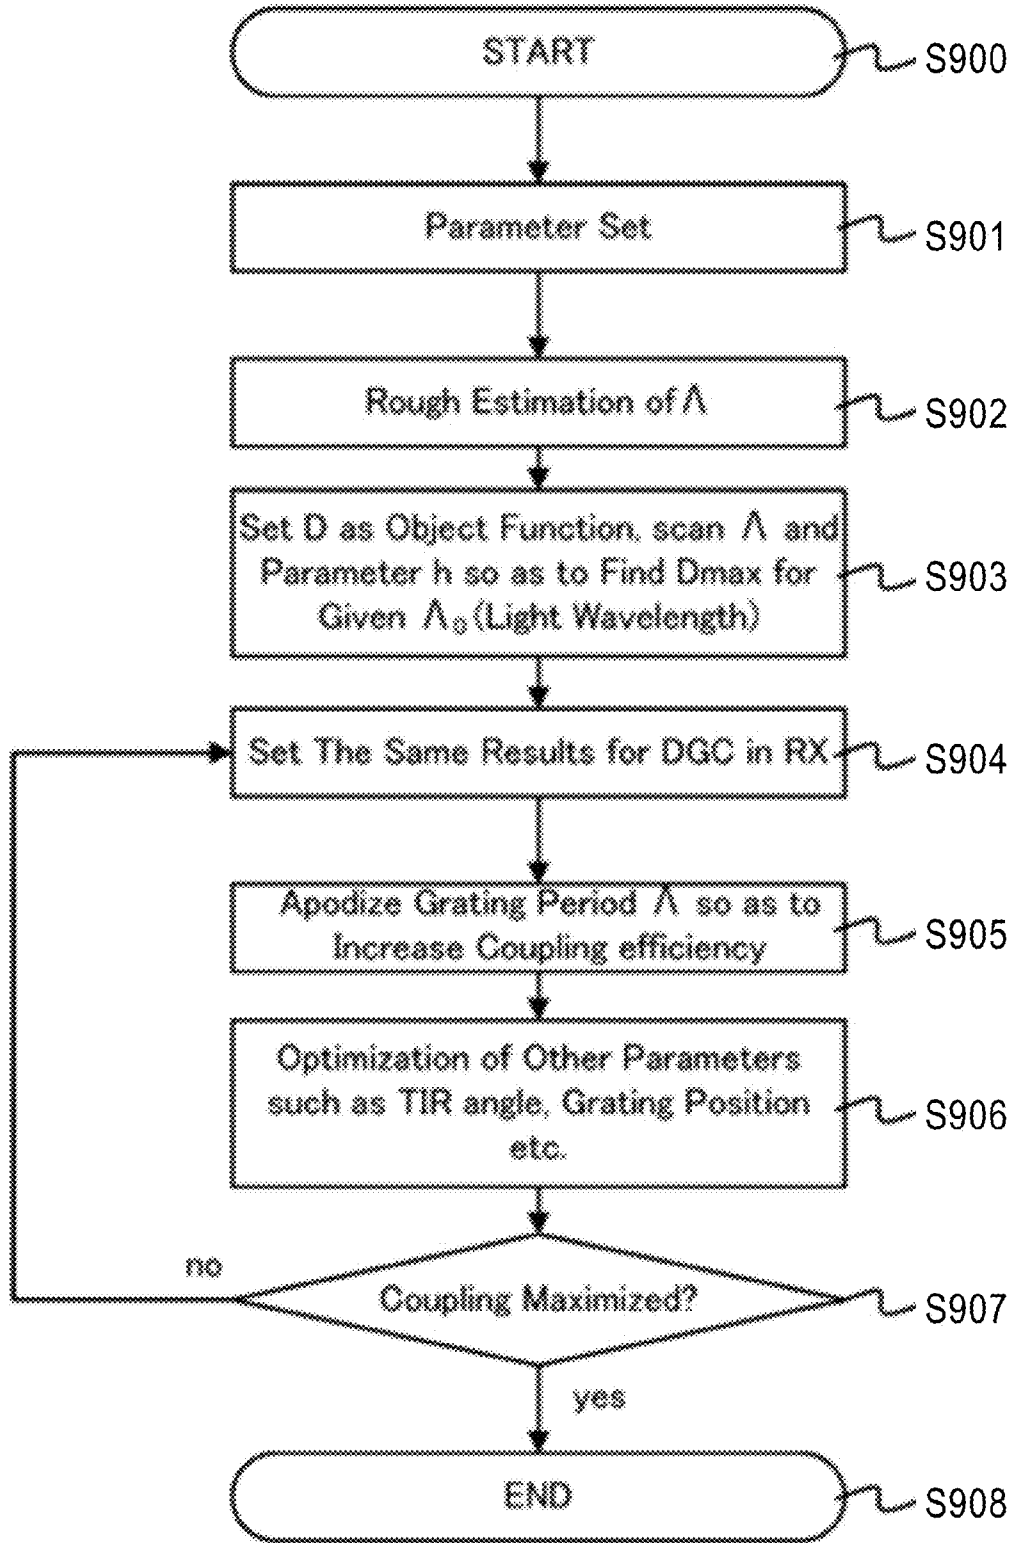 START
S900
Parameter Set
S901
Rough Estimation of Λ
S902
Set D as Object Function, scan Λ and
Parameter h so as to Find Dmax for
Given Λ₀ (Light Wavelength)
S903
Set The Same Results for DGC in RX
S904
Apodize Grating Period Λ so as to
Increase Coupling efficiency
S905
Optimization of Other Parameters
such as TIR angle, Grating Position
etc.
S906
no
Coupling Maximized?
S907
yes
END
S908